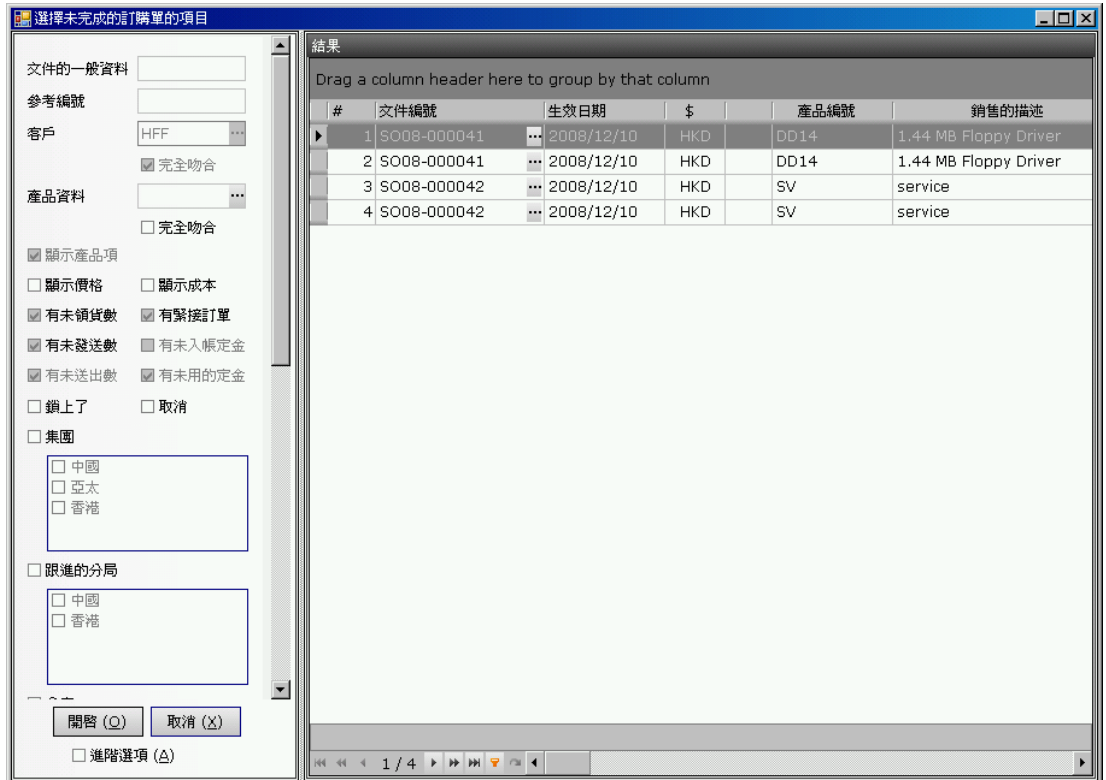 選擇未完成的訂購單的項目
文件的一般資料
參考編號
客戶 HFF ...
完全吻合
產品資料 ...
完全吻合
顯示產品項
顯示價格 顯示成本
有未領貨數 有緊接訂單
有未發送數 有未入帳定金
有未送出數 有未用的定金
鎖上了 取消
集團
中國
亞太
香港
跟進的分局
中國
香港
開啓 (O) 取消 (X)
進階選項 (A)
結果
Drag a column header here to group by that column
# 文件編號 生效日期 $ 產品編號 銷售的描述
1 SO08-000041 ... 2008/12/10 HKD DD14 1.44 MB Floppy Driver
2 SO08-000041 ... 2008/12/10 HKD DD14 1.44 MB Floppy Driver
3 SO08-000042 ... 2008/12/10 HKD SV service
4 SO08-000042 ... 2008/12/10 HKD SV service
1 / 4